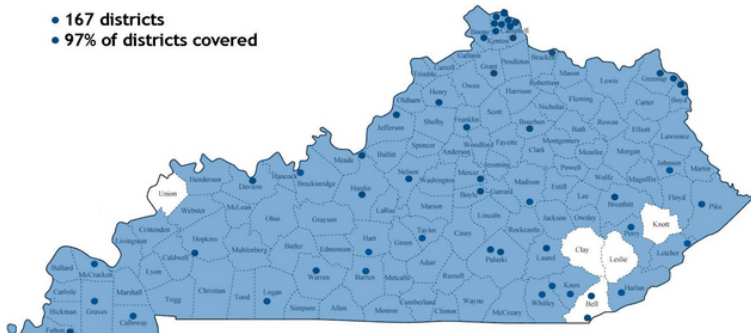 • 167 districts
• 97% of districts covered
Boone
Campbell
Kenton
Gallatin
Grant
Pendleton
Bracken
Carroll
Trimble
Owen
Robertson
Mason
Lewis
Greenup
Boyd
Carter
Henry
Harrison
Fleming
Nicholas
Oldham
Scott
Shelby
Franklin
Bourbon
Rowan
Elliott
Lawrence
Jefferson
Bath
Spencer
Woodford
Fayette
Montgomery
Menifee
Morgan
Anderson
Clark
Bullitt
Meade
Johnson
Martin
Nelson
Washington
Mercer
Powell
Wolfe
Magoffin
Hancock
Henderson
Daviess
Breckinridge
Hardin
Madison
Estill
Union
Boyle
Garrard
Lee
Breathitt
Floyd
Pike
Webster
McLean
LaRue
Marion
Ohio
Grayson
Lincoln
Jackson
Owsley
Knott
Crittenden
Taylor
Casey
Rockcastle
Perry
Livingston
Hopkins
Hart
Green
Clay
Letcher
Caldwell
Muhlenberg
Butler
Edmonson
Adair
Pulaski
Laurel
Leslie
Ballard
McCracken
Lyon
Warren
Barren
Metcalfe
Russell
Knox
Harlan
Carlisle
Marshall
Christian
Logan
Whitley
Bell
Hickman
Graves
Trigg
Todd
Simpson
Allen
Monroe
Cumberland
Clinton
Wayne
McCreary
Fulton
Calloway